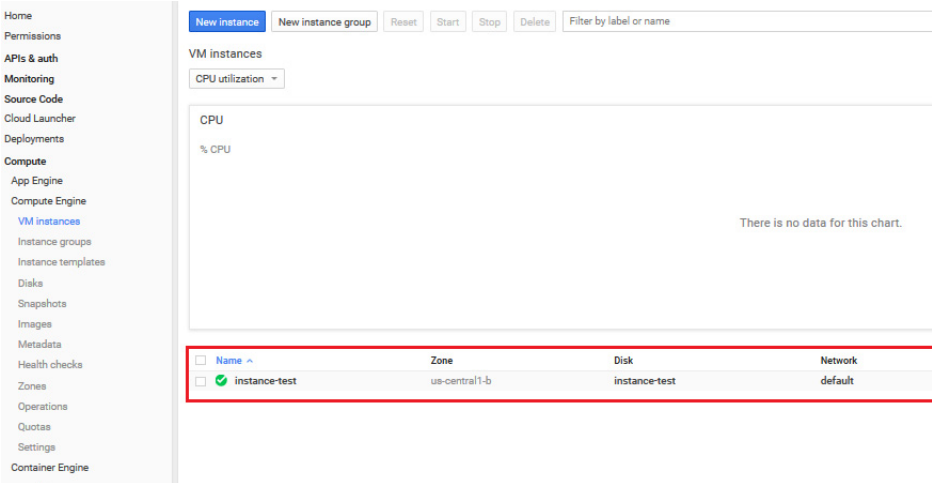 Home
Permissions
APIs & auth
Monitoring
Source Code
Cloud Launcher
Deployments
Compute
App Engine
Compute Engine
VM instances
Instance groups
Instance templates
Disks
Snapshots
Images
Metadata
Health checks
Zones
Operations
Quotas
Settings
Container Engine
New instance New instance group Reset Start Stop Delete Filter by label or name
VM instances
CPU utilization
CPU
% CPU
There is no data for this chart.
Name Zone Disk Network
instance-test us-central1-b instance-test default